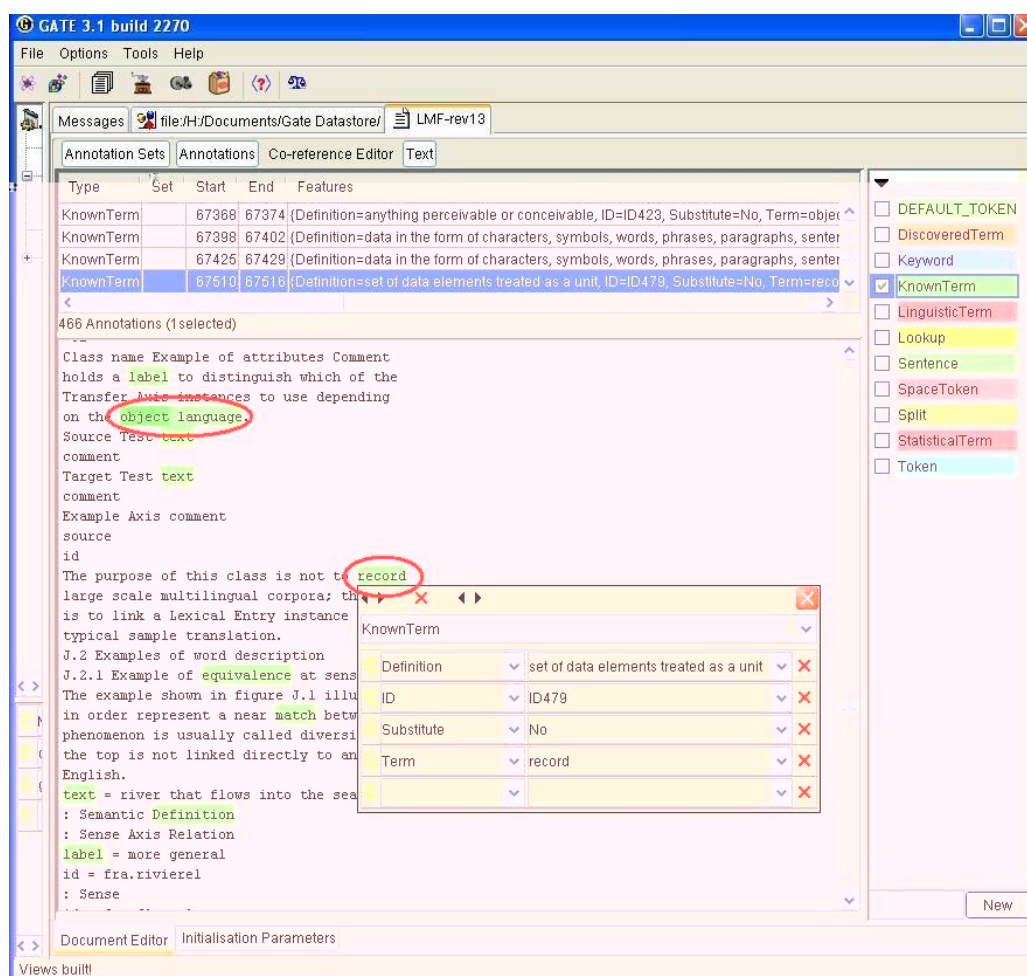 GATE 3.1 build 2270
File Options Tools Help
Messages file:/H:/Documents/Gate Datastore/ LMF-rev13
Annotation Sets Annotations Co-reference Editor Text
Type Set Start End Features
KnownTerm 67368 67374 {Definition=anything perceivable or conceivable, ID=ID423, Substitute=No, Term=objec
KnownTerm 67398 67402 {Definition=data in the form of characters, symbols, words, phrases, paragraphs, senter
KnownTerm 67425 67429 {Definition=data in the form of characters, symbols, words, phrases, paragraphs, senter
KnownTerm 67510 67516 {Definition=set of data elements treated as a unit, ID=ID479, Substitute=No, Term=reco
466 Annotations (1 selected)
Class name Example of attributes Comment
holds a label to distinguish which of the
Transfer Axis instances to use depending
on the object language.
Source Test text
comment
Target Test text
comment
Example Axis comment
source
id
The purpose of this class is not to record
large scale multilingual corpora; th
is to link a Lexical Entry instance
typical sample translation.
J.2 Examples of word description
J.2.1 Example of equivalence at sens
The example shown in figure J.1 illu
in order represent a near match betw
phenomenon is usually called diversi
the top is not linked directly to an
English.
text = river that flows into the sea
: Semantic Definition
: Sense Axis Relation
label = more general
id = fra.riviere1
: Sense
KnownTerm
C Definition set of data elements treated as a unit
C ID ID479
C Substitute No
C Term record
C
DEFAULT_TOKEN
DiscoveredTerm
Keyword
KnownTerm
LinguisticTerm
Lookup
Sentence
SpaceToken
Split
StatisticalTerm
Token
New
Document Editor Initialisation Parameters
Views built!